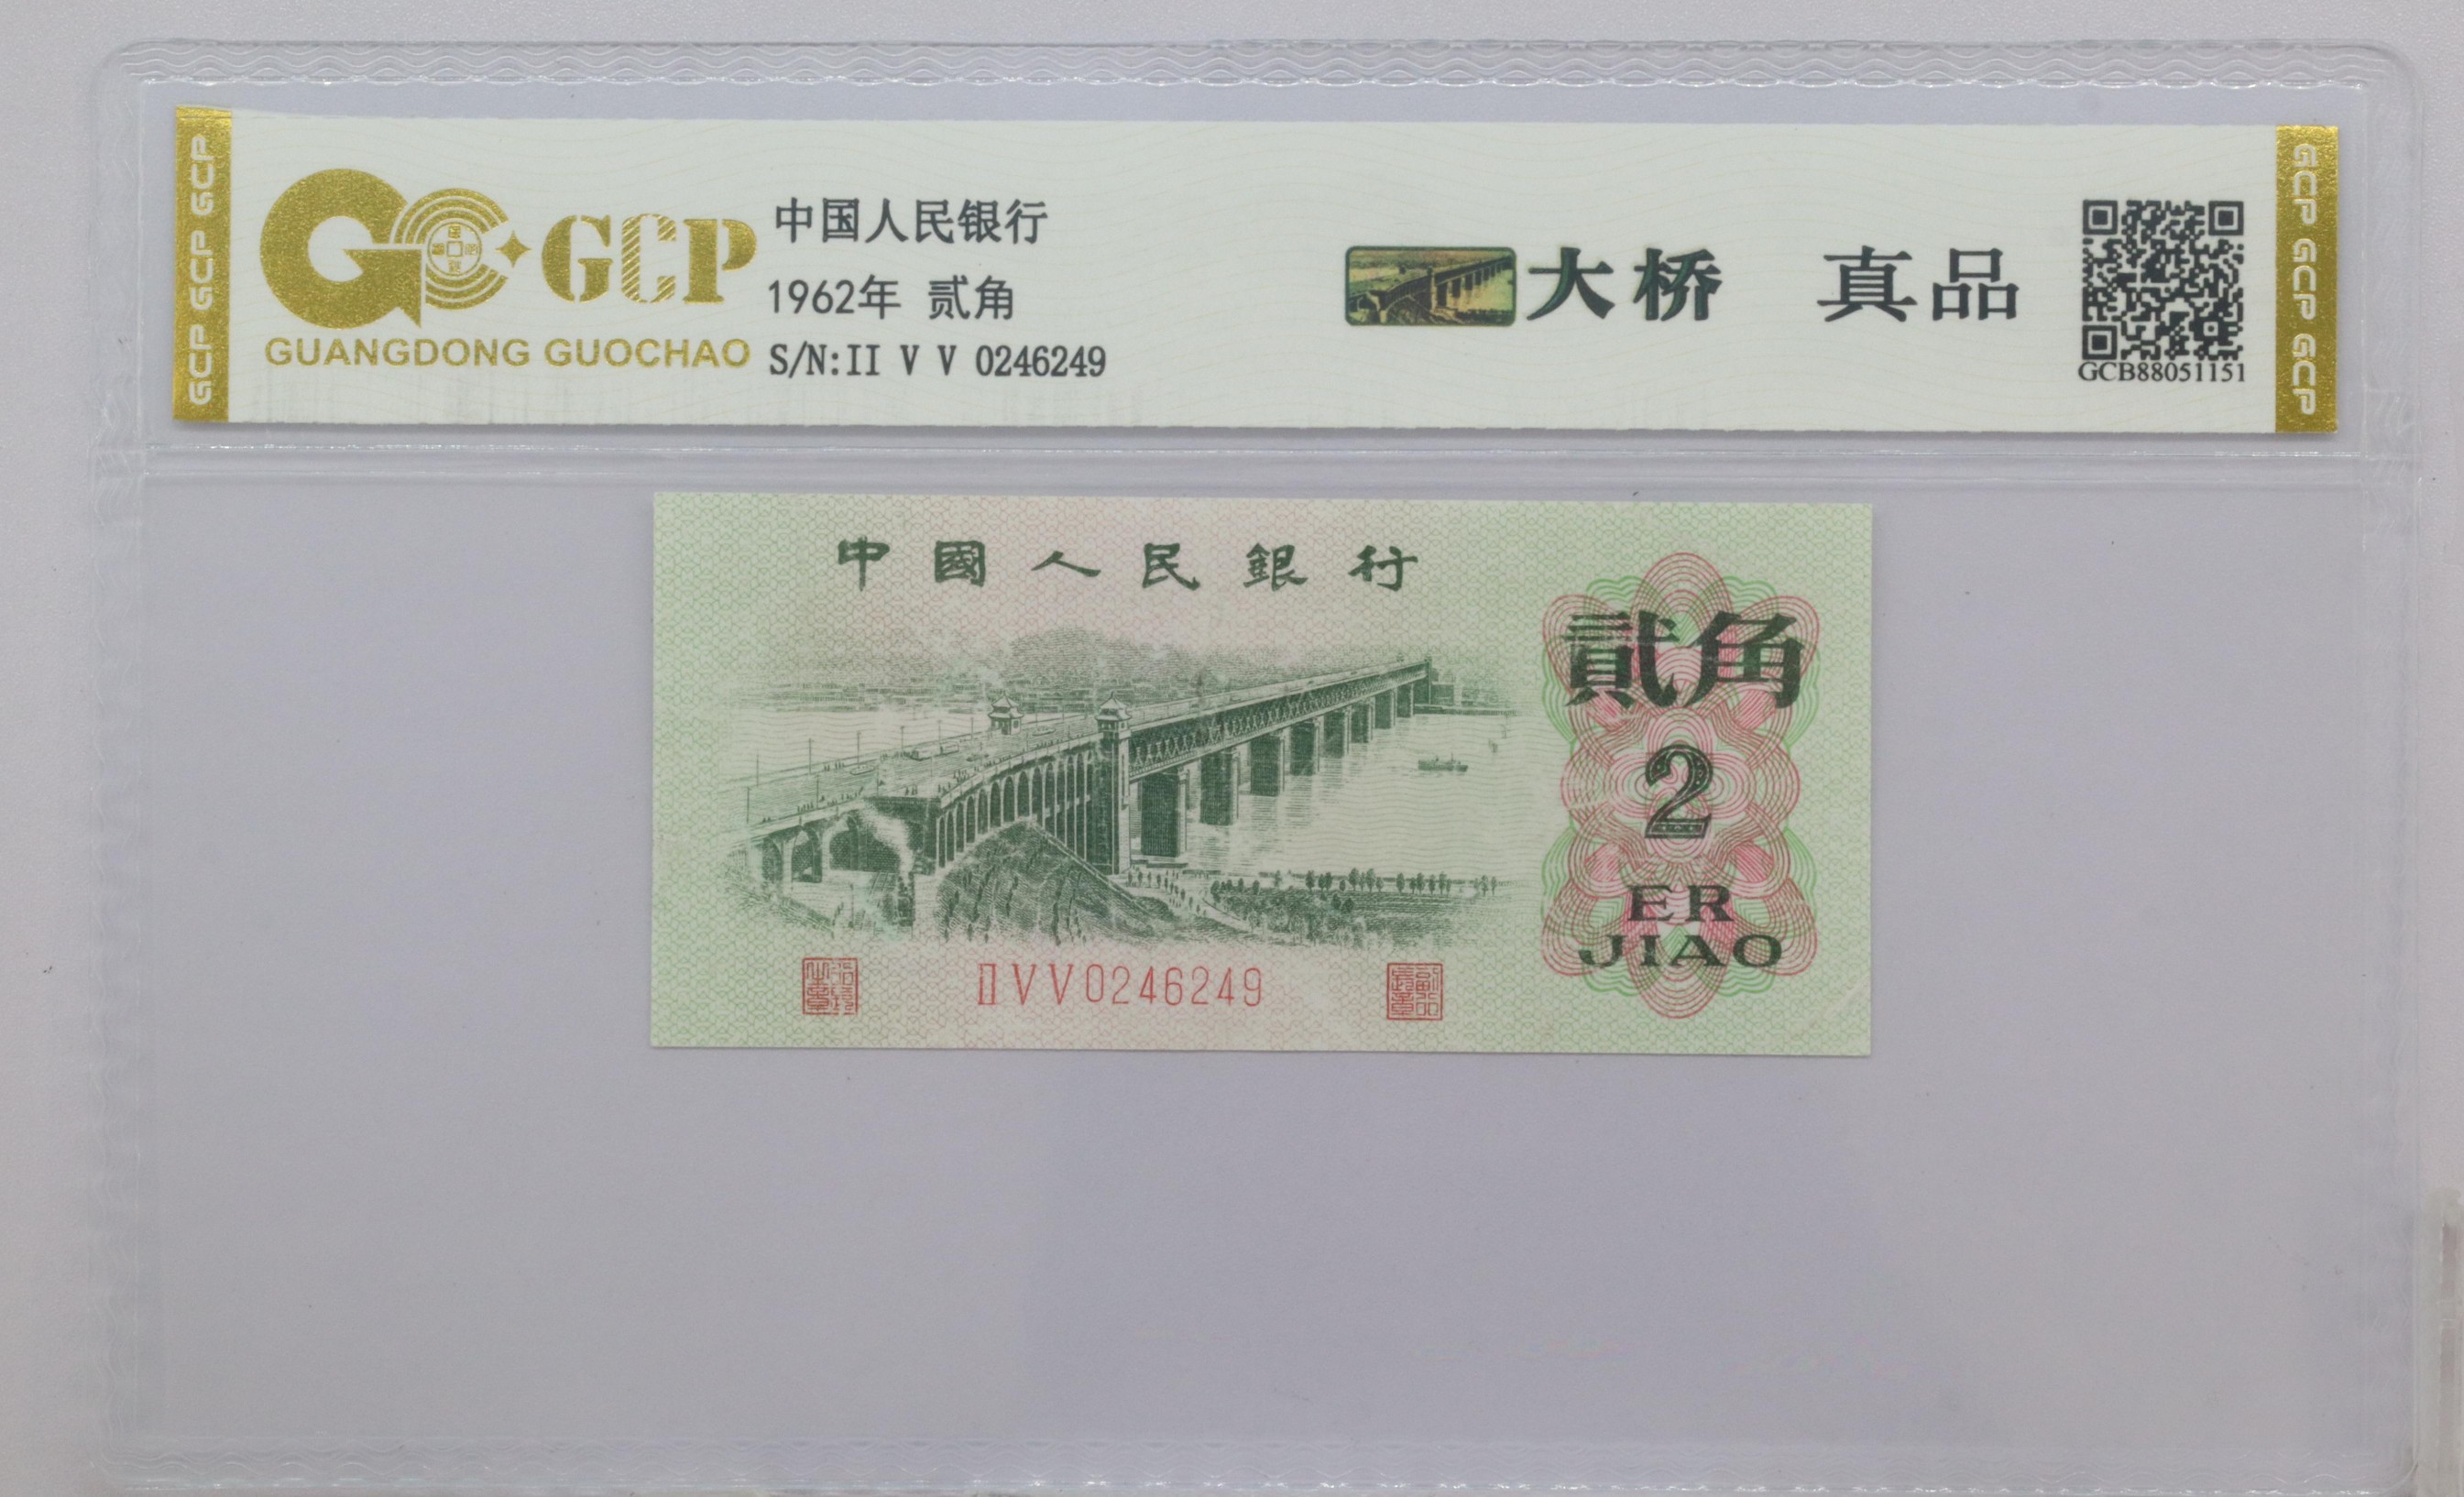 GCP GCP GCP
GCP
GUANGDONG GUOCHAO
中国人民银行
1962年 贰角
S/N:II V V 0246249
大桥 真品
GCB88051151
GCP GCP GCP
中國人民銀行
貳角
2
ER
JIAO
ⅡVV0246249